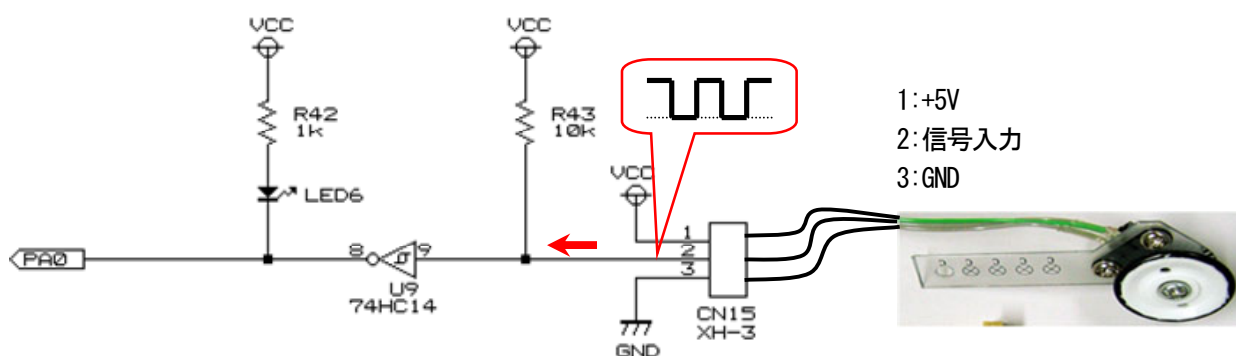 VCC
R42
1k
LED6
PA0
8
9
U9
74HC14
VCC
R43
10k
VCC
1
2
3
GND
CN15
XH-3
1:+5V
2:信号入力
3:GND